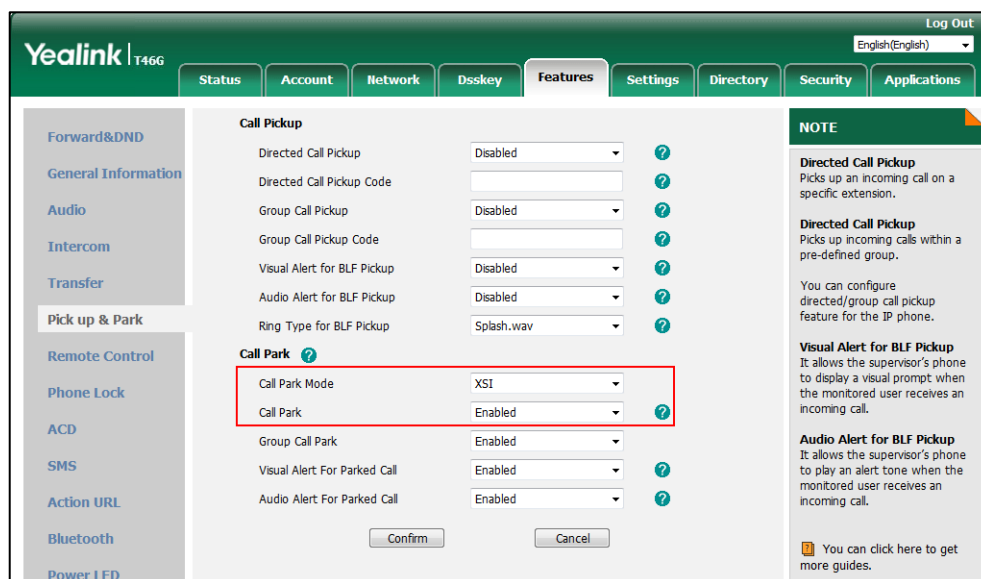 Log Out
English(English)
Yealink T46G
Status Account Network Dsskey Features Settings Directory Security Applications
Forward&DND
General Information
Audio
Intercom
Transfer
Pick up & Park
Remote Control
Phone Lock
ACD
SMS
Action URL
Bluetooth
Power LED
Call Pickup
Directed Call Pickup Disabled ?
Directed Call Pickup Code ?
Group Call Pickup Disabled ?
Group Call Pickup Code ?
Visual Alert for BLF Pickup Disabled ?
Audio Alert for BLF Pickup Disabled ?
Ring Type for BLF Pickup Splash.wav ?
Call Park ?
Call Park Mode XSI
Call Park Enabled ?
Group Call Park Enabled
Visual Alert For Parked Call Enabled ?
Audio Alert For Parked Call Enabled ?
Confirm Cancel
NOTE
Directed Call Pickup
Picks up an incoming call on a
specific extension.
Directed Call Pickup
Picks up incoming calls within a
pre-defined group.
You can configure
directed/group call pickup
feature for the IP phone.
Visual Alert for BLF Pickup
It allows the supervisor's phone
to display a visual prompt when
the monitored user receives an
incoming call.
Audio Alert for BLF Pickup
It allows the supervisor's phone
to play an alert tone when the
monitored user receives an
incoming call.
? You can click here to get
more guides.